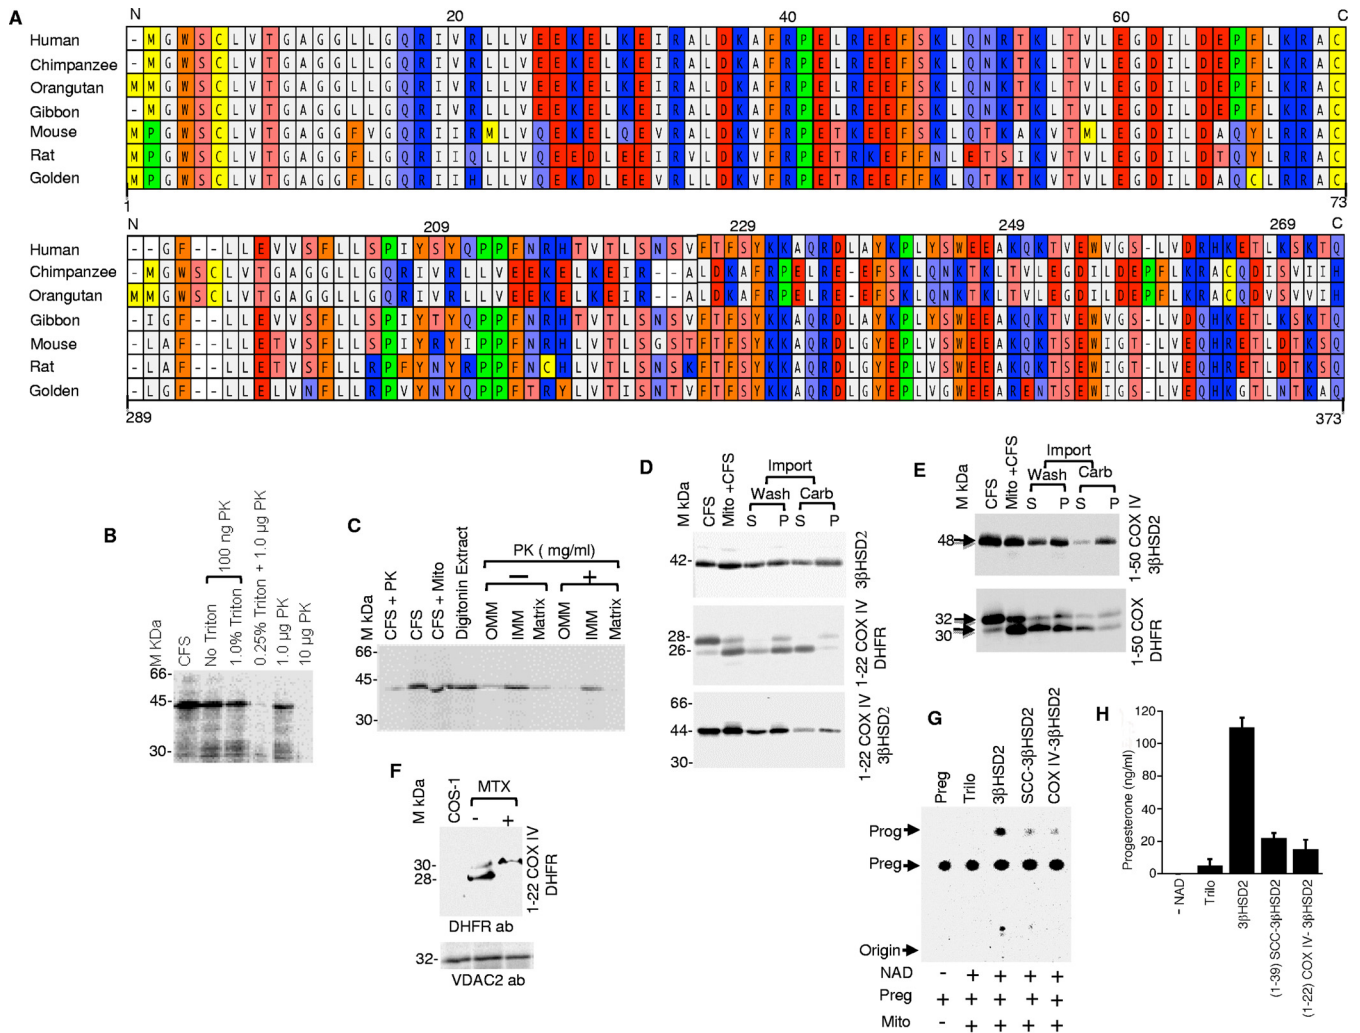 A
N 20 40 60 C
Human - M G W S C L V T G A G G L L G Q R I V R L L V E E K E L K E I R A L D K A F R P E L R E E F S K L Q N R T K L T V L E G D I L D E P F L K R A C
Chimpanzee - M G W S C L V T G A G G L L G Q R I V R L L V E E K E L K E I R A L D K A F R P E L R E E F S K L Q N K T K L T V L E G D I L D E P F L K R A C
Orangutan M M G W S C L V T G A G G L L G Q R I V R L L V E E K E L K E I R A L D K A F R P E L R E E F S K L Q N K T K L T V L E G D I L D E P F L K R A C
Gibbon - M G W S C L V T G A G G L L G Q R I V R L L V E E K E L K E I R A L D K A F R P E L R E E F S K L Q N K T K L T V L E G D I L D E P F L K R A C
Mouse M P G W S C L V T G A G G F V G Q R I I R M L V Q E K E L Q E V R A L D K V F R P E T K E E F S K L Q T K A K V T M L E G D I L D A Q Y L R R A C
Rat M P G W S C L V T G A G G F L G Q R I I Q L L V Q E E D L E E I R V L D K V F R P E T R K E F F N L E T S I K V T V L E G D I L D T Q Y L R R A C
Golden M P G W S C L V T G A G G F L G Q R I I H L L V Q E K D L E E V R L L D K V F R P E T R E E F F K L Q T K T K V T V L E G D I L D A Q C L R R A C
1 73
N 209 229 249 269 C
Human - - G F - - L L E V V S F L L S P I Y S Y Q P P F N R H T V T L S N S V F T F S Y K K A Q R D L A Y K P L Y S W E E A K Q K T V E W V G S - L V D R H K E T L K S K T Q
Chimpanzee - M G W S C L V T G A G G L L G Q R I V R L L V E E K E L K E I R - - A L D K A F R P E L R E - E F S K L Q N K T K L T V L E G D I L D E P F L K R A C Q D I S V I I H
Orangutan M M G W S C L V T G A G G L L G Q R I V R L L V E E K E L K E I R - - A L D K A F R P E L R E - E F S K L Q N K T K L T V L E G D I L D E P F L K R A C Q D V S V V I H
Gibbon - I G F - - L L E V V S F L L S P I Y T Y Q P P F N R H T V T L S N S V F T F S Y K K A Q R D L G Y K P L Y S W E E A K Q K T V E W V G S - L V D Q H K E T L K S K T Q
Mouse - L A F - - L L E T V S F L L S P I Y R Y I P P F N R H L V T L S G S T F T F S Y K K A Q R D L G Y E P L V S W E E A K Q K T S E W I G T - L V E Q H R E T L D T K S Q
Rat - L A F - - L L E T V S F L L R P F Y N Y R P P F N C H L V T L S N S K F T F S Y K K A Q R D L G Y E P L V S W E E A K Q K T S E W I G T - L V E Q H R E T L D T K S Q
Golden - L G F - - L L E L V N F L L R P V Y N Y Q P P F T R Y L V T I S N T V F T F S Y K K A Q R D L G Y E P L V G W E E A R E N T S E W I G S - L V E Q H K G T L N T K A Q
289 373
B
100 ng PK
M KDa
CFS
No Triton
1.0% Triton
0.25% Triton + 1.0 µg PK
1.0 µg PK
10 µg PK
66-
45-
30-
C
PK ( mg/ml)
− +
M kDa
CFS + PK
CFS
CFS + Mito
Digitonin Extract
OMM
IMM
Matrix
OMM
IMM
Matrix
66-
45-
30-
D
Import
Wash Carb
M kDa
CFS
Mito +CFS
S P S P
42-
3βHSD2
28-
26-
1-22 COX IV
DHFR
66-
44-
30-
1-22 COX IV
3βHSD2
E
Import
Wash Carb
M kDa
CFS
Mito +CFS
S P S P
48
1-50 COX IV
3βHSD2
32
30
1-50 COX
DHFR
F
M kDa
COS-1
MTX
- +
30-
28-
1-22 COX IV
DHFR
DHFR ab
32-
VDAC2 ab
G
Preg
Trilo
3βHSD2
SCC-3βHSD2
COX IV-3βHSD2
Prog
Preg
Origin
NAD - + + + +
Preg + + + + +
Mito - + + + +
H
Progesterone (ng/ml)
120
100
80
60
40
20
0
- NAD
Trilo
3βHSD2
(1-39) SCC-3βHSD2
(1-22) COX IV- 3βHSD2